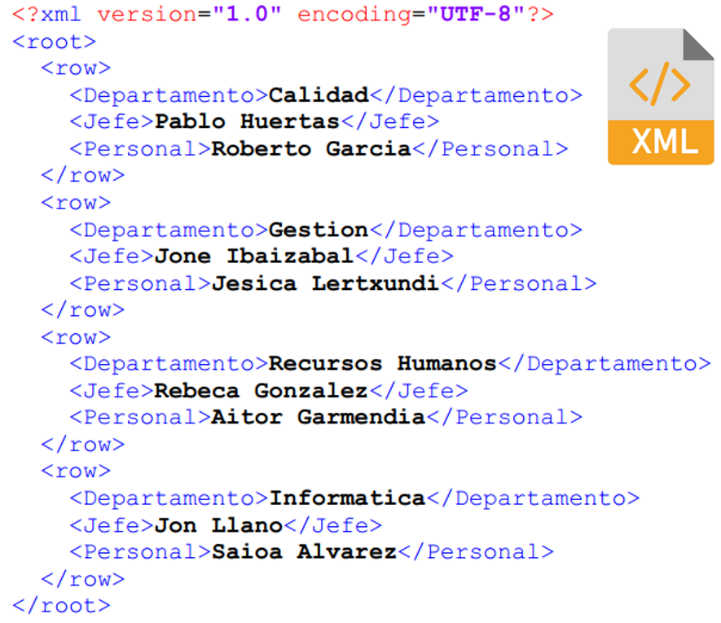 <?xml version="1.0" encoding="UTF-8"?>
<root>
<row>
<Departamento>Calidad</Departamento>
<Jefe>Pablo Huertas</Jefe>
<Personal>Roberto Garcia</Personal>
</row>
<row>
<Departamento>Gestion</Departamento>
<Jefe>Jone Ibaizabal</Jefe>
<Personal>Jesica Lertxundi</Personal>
</row>
<row>
<Departamento>Recursos Humanos</Departamento>
<Jefe>Rebeca Gonzalez</Jefe>
<Personal>Aitor Garmendia</Personal>
</row>
<row>
<Departamento>Informatica</Departamento>
<Jefe>Jon Llano</Jefe>
<Personal>Saioa Alvarez</Personal>
</row>
</root>
</>
XML